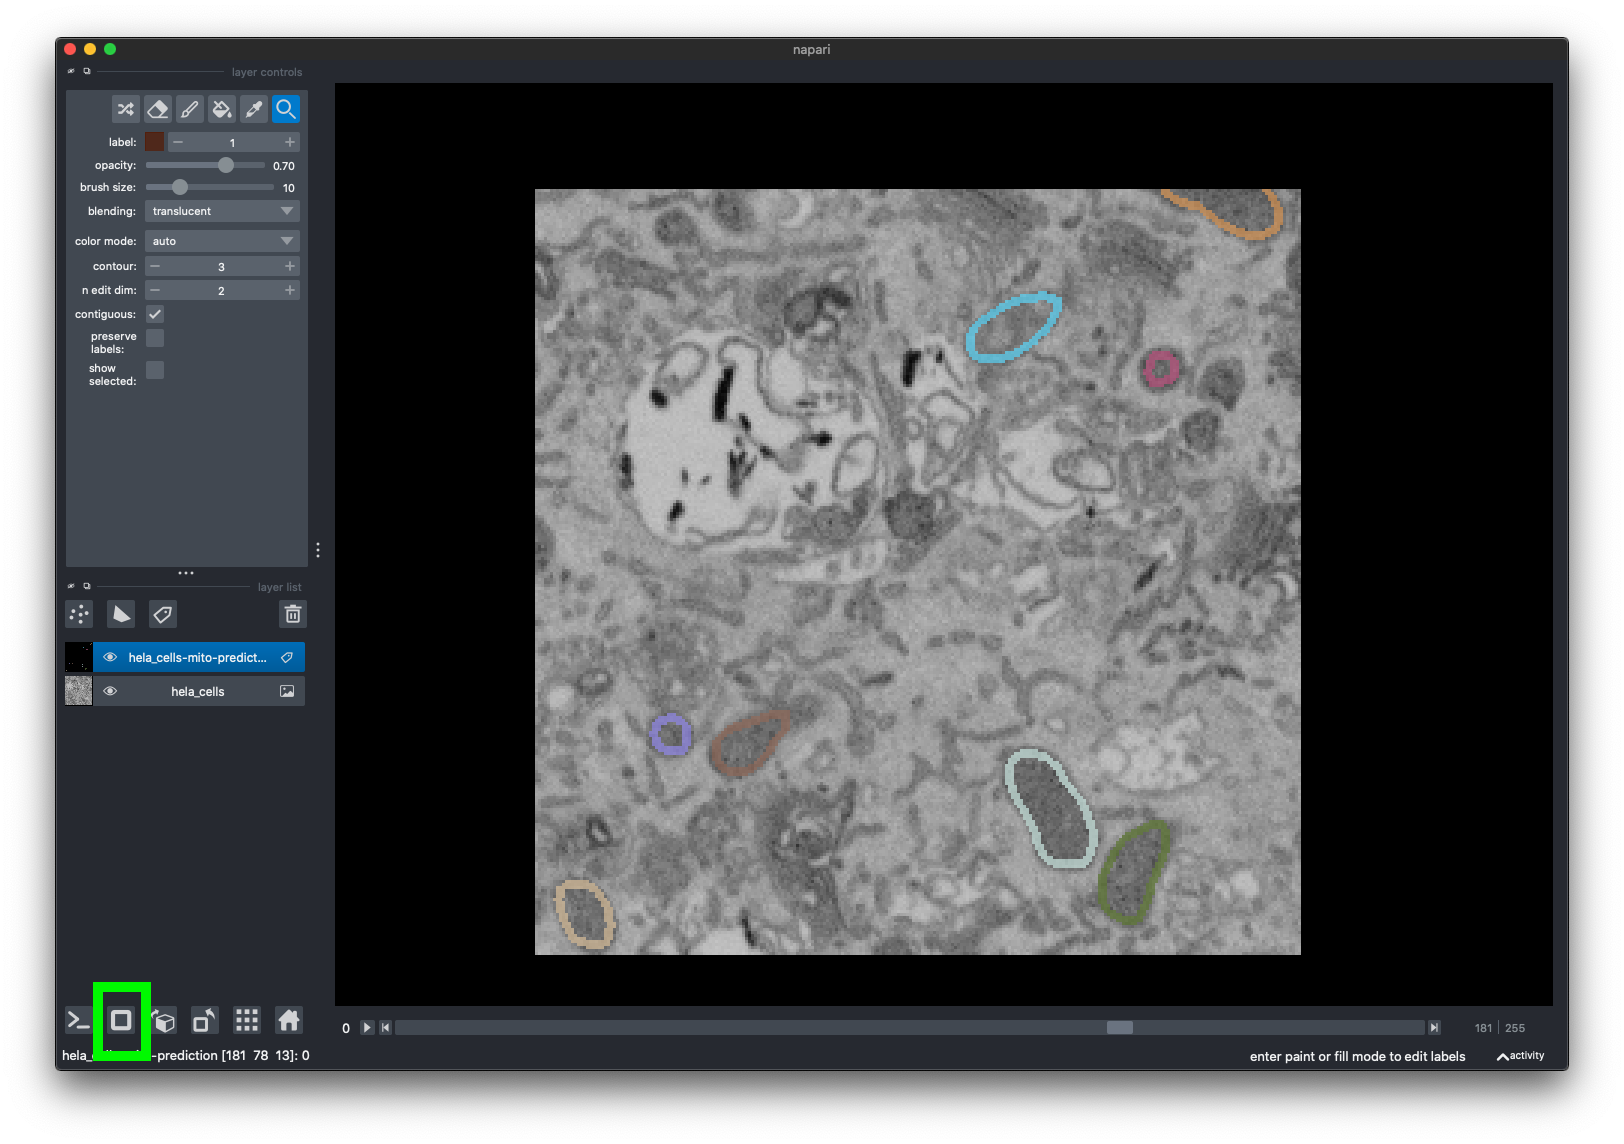 napari
layer controls
label:
1
opacity:
0.70
brush size:
10
blending:
translucent
color mode:
auto
contour:
3
n edit dim:
2
contiguous:
preserve
labels:
show
selected:
layer list
hela_cells-mito-predict...
hela_cells
0
181 | 255
-prediction [181 78 13]: 0
enter paint or fill mode to edit labels
activity